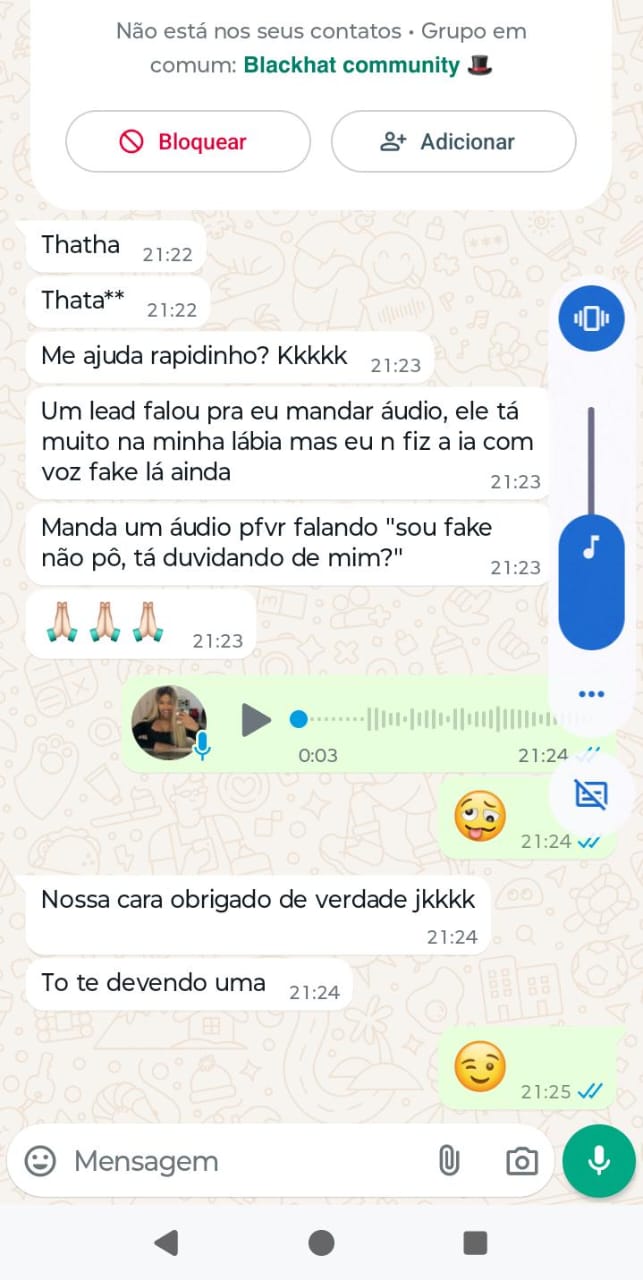 Não está nos seus contatos • Grupo em
comum: Blackhat community 🎩
Bloquear
Adicionar
Thatha 21:22
Thata** 21:22
Me ajuda rapidinho? Kkkkk 21:23
Um lead falou pra eu mandar áudio, ele tá
muito na minha lábia mas eu n fiz a ia com
voz fake lá ainda
21:23
Manda um áudio pfvr falando "sou fake
não pô, tá duvidando de mim?"
21:23
🙏🏻🙏🏻🙏🏻 21:23
0:03
21:24
21:24
Nossa cara obrigado de verdade jkkkk
21:24
To te devendo uma 21:24
😉 21:25
Mensagem